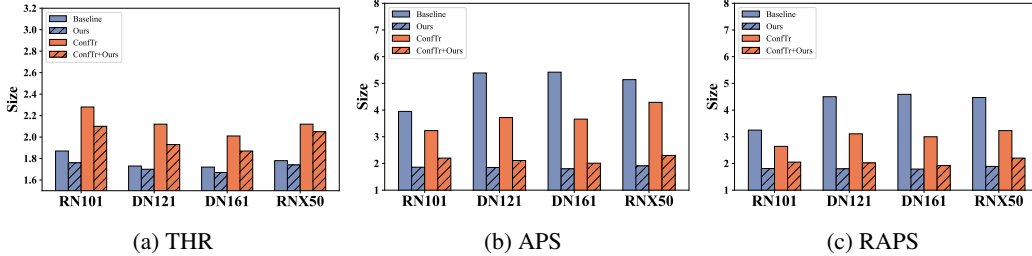 3.2
3.0
2.8
2.6
2.4
2.2
2.0
1.8
1.6
Size
Baseline
Ours
ConfTr
ConfTr+Ours
RN101 DN121 DN161 RNX50
(a) THR
8
7
6
5
4
3
2
1
Size
Baseline
Ours
ConfTr
ConfTr+Ours
RN101 DN121 DN161 RNX50
(b) APS
8
7
6
5
4
3
2
1
Size
Baseline
Ours
ConfTr
ConfTr+Ours
RN101 DN121 DN161 RNX50
(c) RAPS